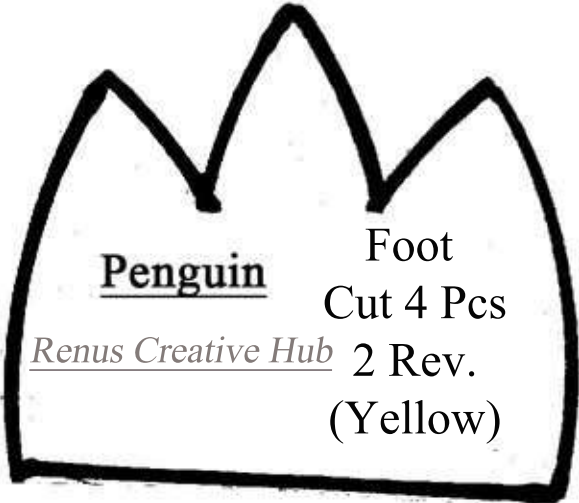 Penguin
Renus Creative Hub
Foot
Cut 4 Pcs
2 Rev.
(Yellow)